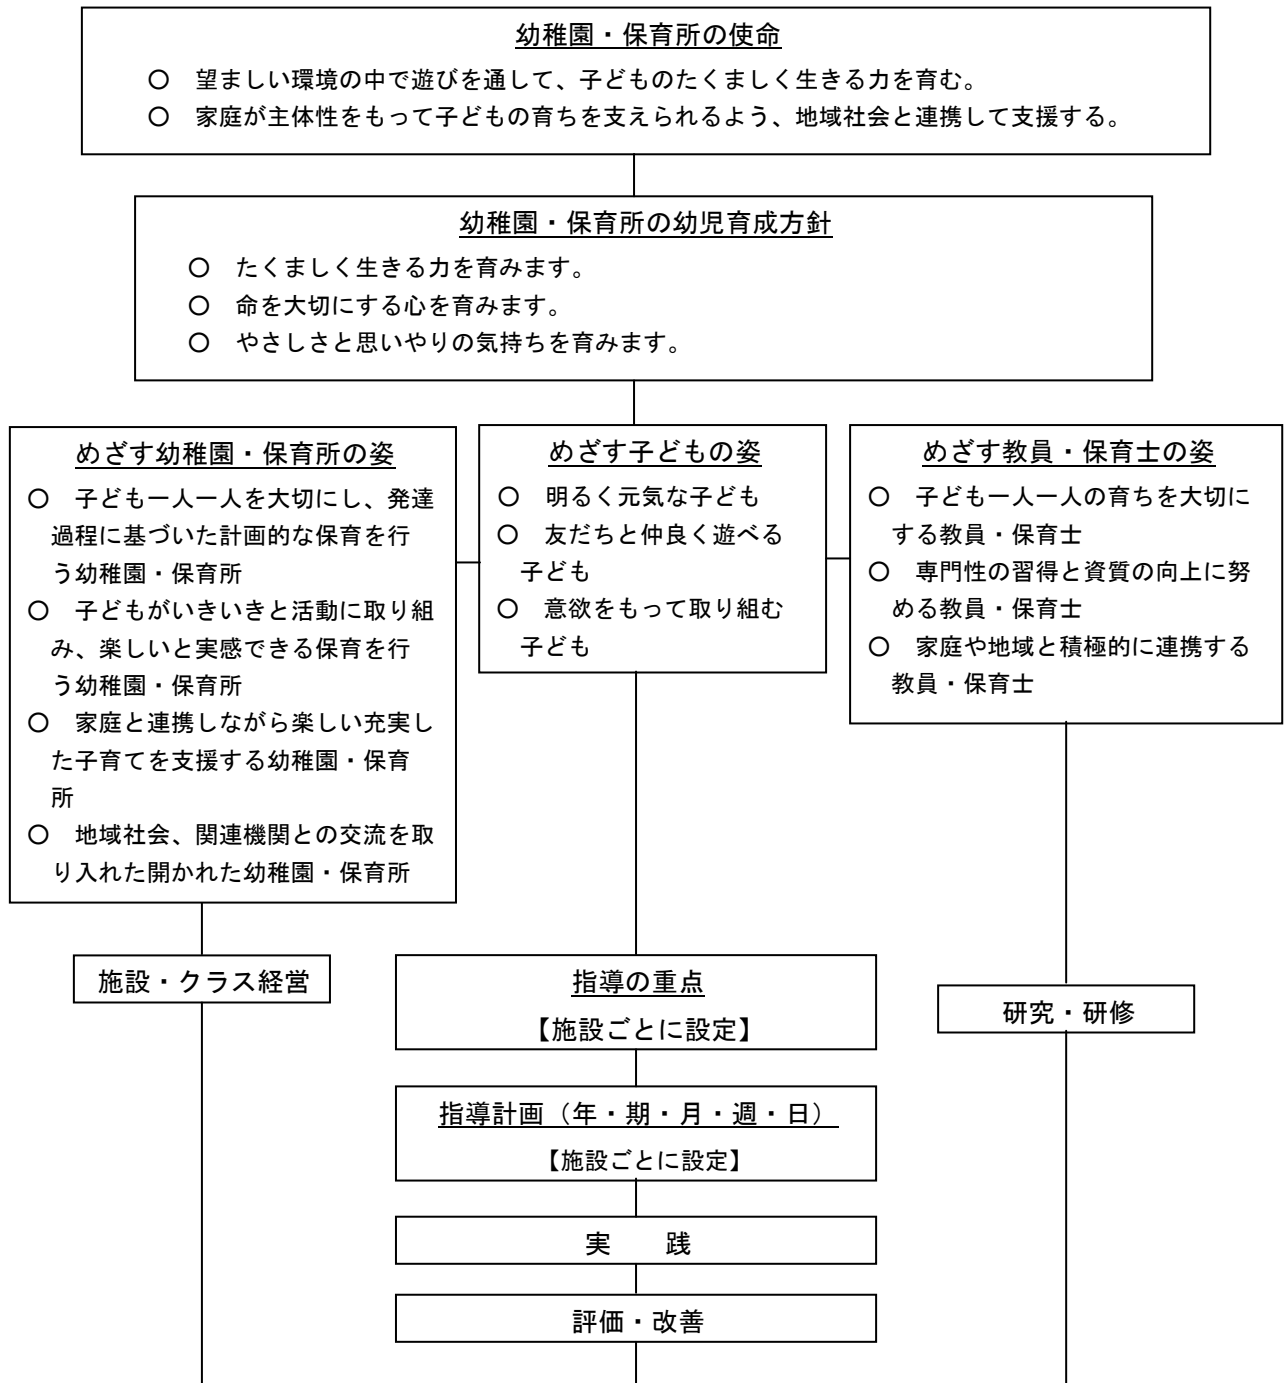 幼稚園・保育所の使命
○　望ましい環境の中で遊びを通して、子どものたくましく生きる力を育む。
○　家庭が主体性をもって子どもの育ちを支えられるよう、地域社会と連携して支援する。
幼稚園・保育所の幼児育成方針
○　たくましく生きる力を育みます。
○　命を大切にする心を育みます。
○　やさしさと思いやりの気持ちを育みます。
めざす幼稚園・保育所の姿
○　子ども一人一人を大切にし、発達
過程に基づいた計画的な保育を行
う幼稚園・保育所
○　子どもがいきいきと活動に取り組
み、楽しいと実感できる保育を行
う幼稚園・保育所
○　家庭と連携しながら楽しい充実し
た子育てを支援する幼稚園・保育
所
○　地域社会、関連機関との交流を取
り入れた開かれた幼稚園・保育所
めざす子どもの姿
○　明るく元気な子ども
○　友だちと仲良く遊べる
子ども
○　意欲をもって取り組む
子ども
めざす教員・保育士の姿
○　子ども一人一人の育ちを大切に
する教員・保育士
○　専門性の習得と資質の向上に努
める教員・保育士
○　家庭や地域と積極的に連携する
教員・保育士
施設・クラス経営
指導の重点
【施設ごとに設定】
研究・研修
指導計画（年・期・月・週・日）
【施設ごとに設定】
実　　践
評価・改善